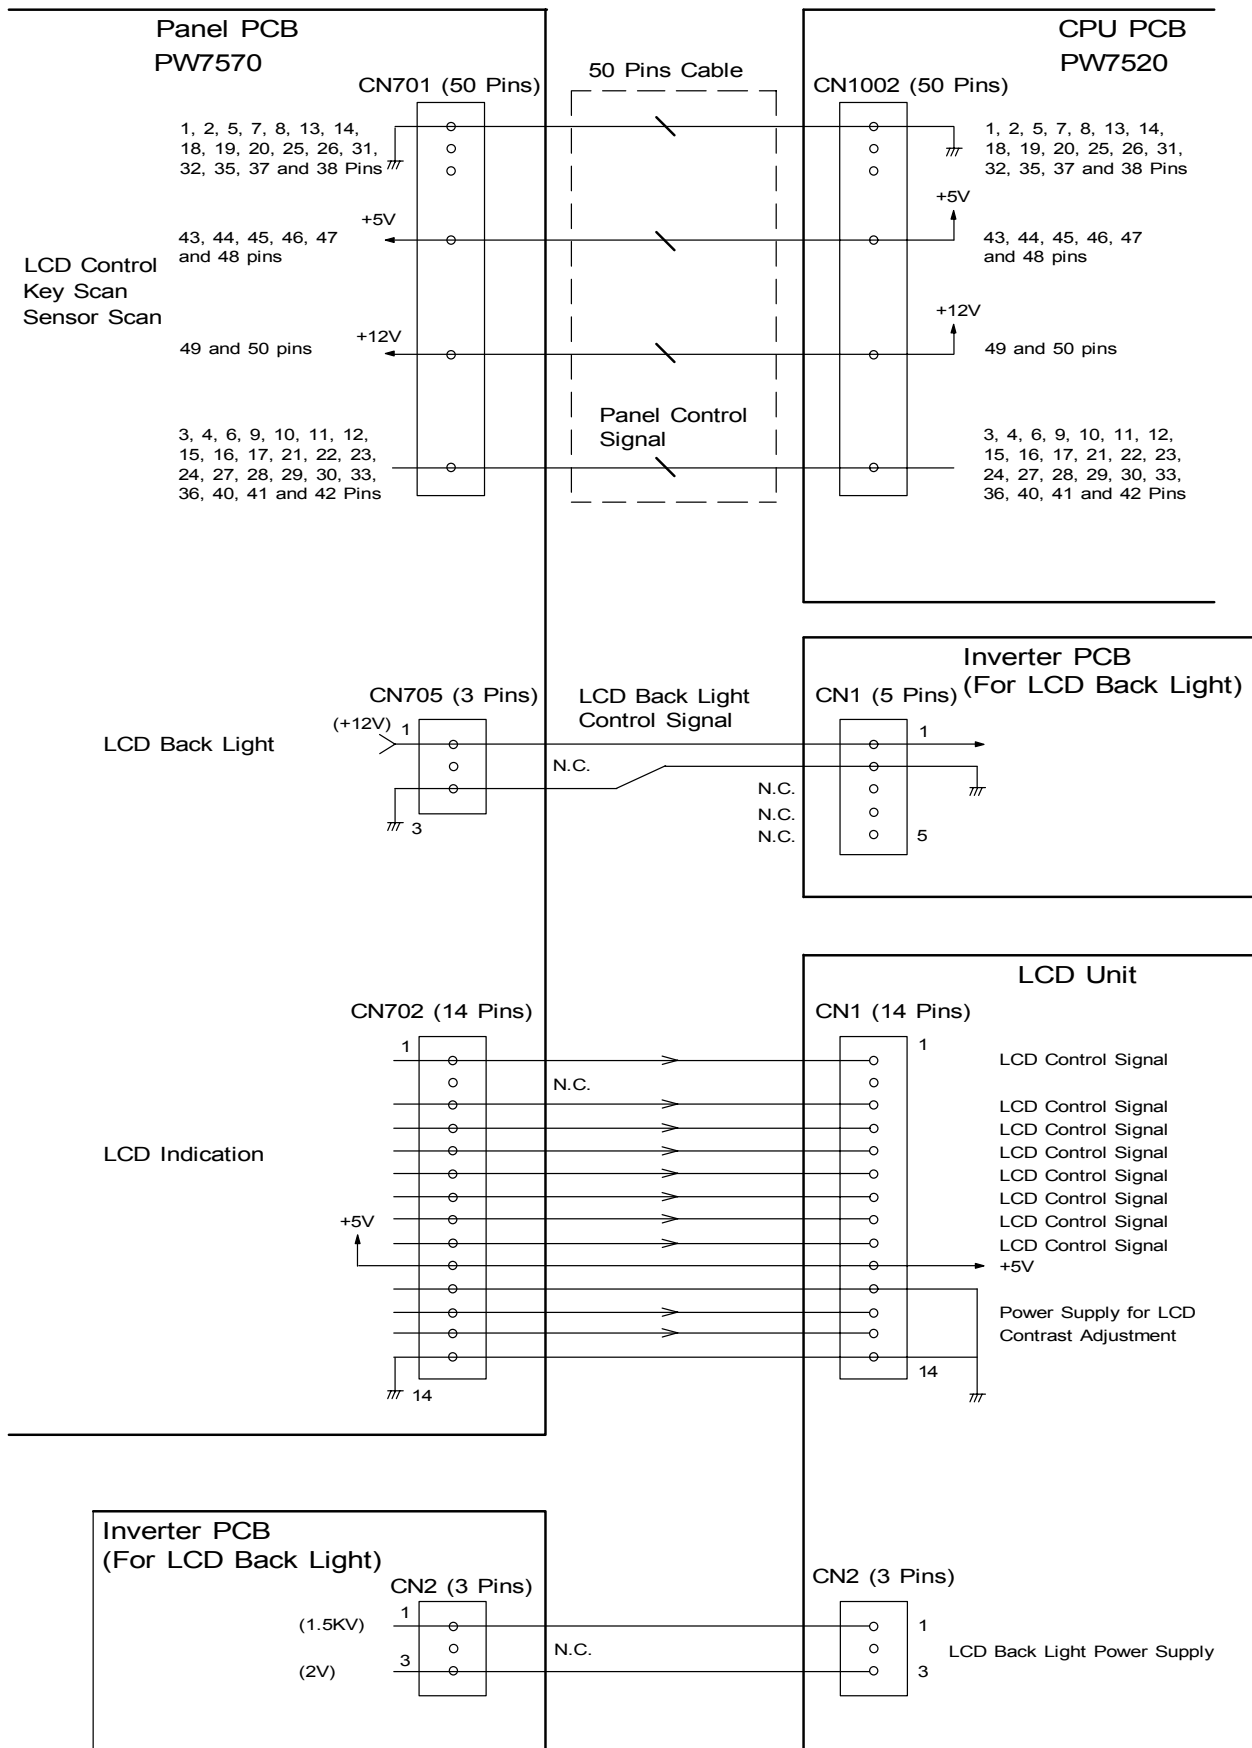 Panel PCB
PW7570
CN701 (50 Pins)
50 Pins Cable
CPU PCB
PW7520
CN1002 (50 Pins)
1, 2, 5, 7, 8, 13, 14,
18, 19, 20, 25, 26, 31,
32, 35, 37 and 38 Pins
1, 2, 5, 7, 8, 13, 14,
18, 19, 20, 25, 26, 31,
32, 35, 37 and 38 Pins
+5V
+5V
43, 44, 45, 46, 47
and 48 pins
43, 44, 45, 46, 47
and 48 pins
LCD Control
Key Scan
Sensor Scan
+12V
+12V
49 and 50 pins
49 and 50 pins
Panel Control
Signal
3, 4, 6, 9, 10, 11, 12,
15, 16, 17, 21, 22, 23,
24, 27, 28, 29, 30, 33,
36, 40, 41 and 42 Pins
3, 4, 6, 9, 10, 11, 12,
15, 16, 17, 21, 22, 23,
24, 27, 28, 29, 30, 33,
36, 40, 41 and 42 Pins
Inverter PCB
(For LCD Back Light)
CN705 (3 Pins)
LCD Back Light
Control Signal
CN1 (5 Pins)
(+12V)
1
1
LCD Back Light
N.C.
N.C.
N.C.
N.C.
3
5
LCD Unit
CN702 (14 Pins)
CN1 (14 Pins)
1
1
LCD Control Signal
N.C.
LCD Control Signal
LCD Control Signal
LCD Control Signal
LCD Indication
LCD Control Signal
LCD Control Signal
LCD Control Signal
+5V
LCD Control Signal
+5V
Power Supply for LCD
Contrast Adjustment
14
14
Inverter PCB
(For LCD Back Light)
CN2 (3 Pins)
CN2 (3 Pins)
1
(1.5KV)
1
N.C.
LCD Back Light Power Supply
3
(2V)
3